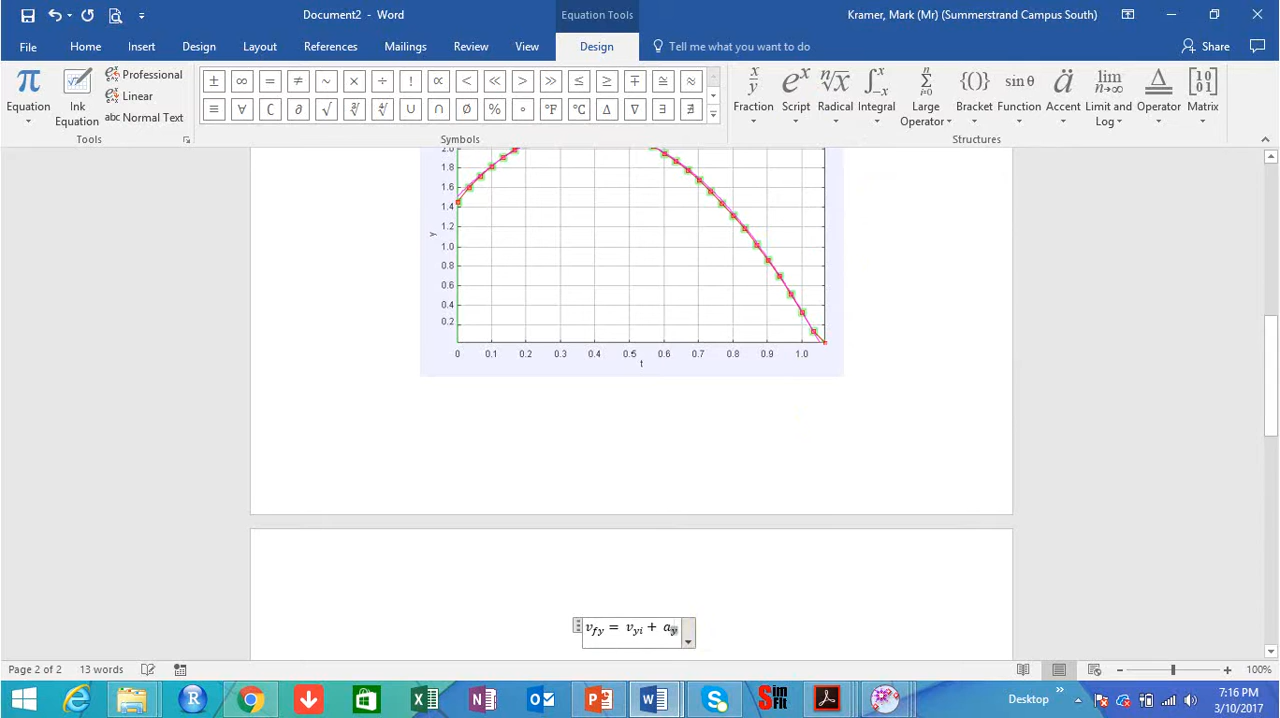 Document2 - Word
Equation Tools
Kramer, Mark (Mr) (Summerstrand Campus South)
File Home Insert Design Layout References Mailings Review View Design Tell me what you want to do Share
Equation
Ink Equation
Professional
Linear
abc Normal Text
± ∞ = ≠ ~ × ÷ ! ∝ < ≪ > ≫ ≤ ≥ ∓ ≅ ≈
≡ ∀ ∁ ∂ √ ∛ ∜ ∪ ∩ ∅ % ° °F °C ∆ ∇ ∃ ∄
Fraction Script Radical Integral Large Operator Bracket Function Accent Limit and Log Operator Matrix
Tools Symbols Structures
2.0
1.8
1.6
1.4
1.2
1.0
0.8
0.6
0.4
0.2
y
0 0.1 0.2 0.3 0.4 0.5 0.6 0.7 0.8 0.9 1.0
t
v_fy = v_yi + a_y
Page 2 of 2 13 words 100%
Desktop
7:16 PM
3/10/2017